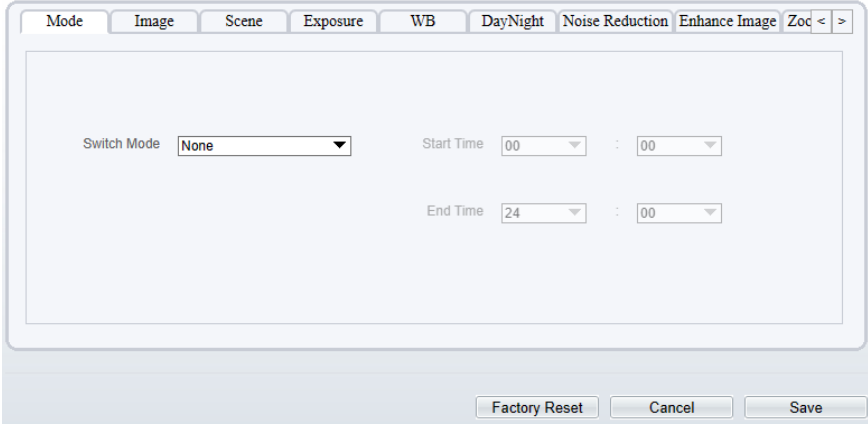 Mode Image Scene Exposure WB DayNight Noise Reduction Enhance Image Zoo < >
Switch Mode None Start Time 00 : 00
End Time 24 : 00
Factory Reset Cancel Save